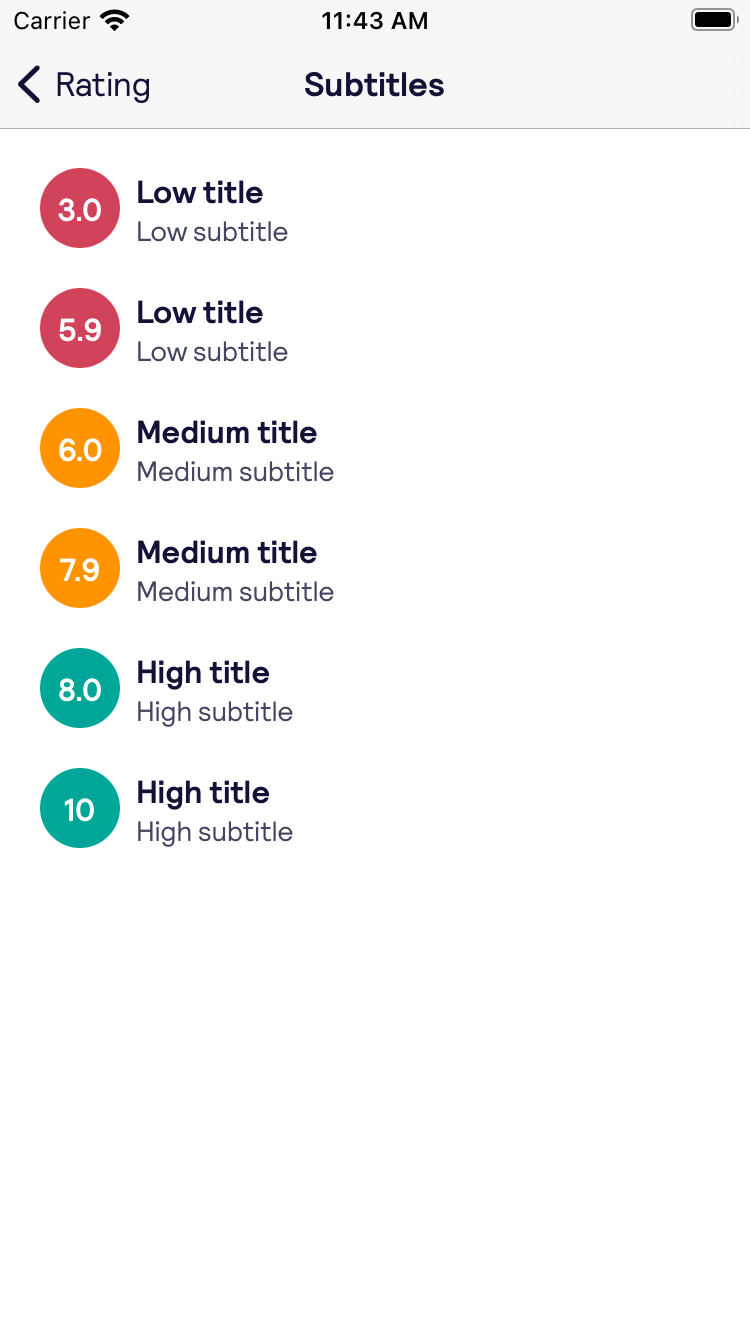 Carrier 11:43 AM
Rating Subtitles
3.0 Low title
Low subtitle
5.9 Low title
Low subtitle
6.0 Medium title
Medium subtitle
7.9 Medium title
Medium subtitle
8.0 High title
High subtitle
10 High title
High subtitle